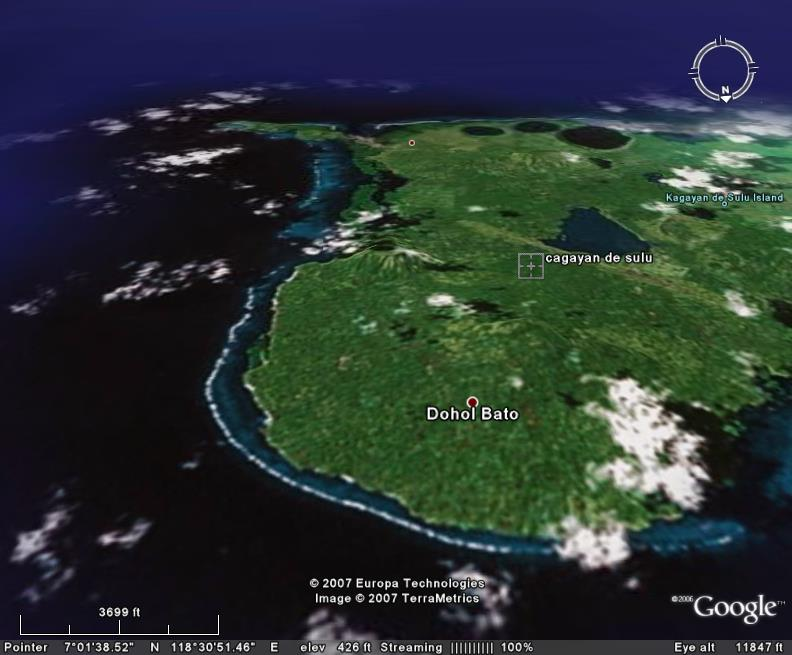 N
Kagayan de Sulu Island
cagayan de sulu
Dohol Bato
© 2007 Europa Technologies
Image © 2007 TerraMetrics
©2006 Google™
3699 ft
Pointer 7°01'38.52" N 118°30'51.46" E elev 426 ft Streaming |||||||||| 100% Eye alt 11847 ft